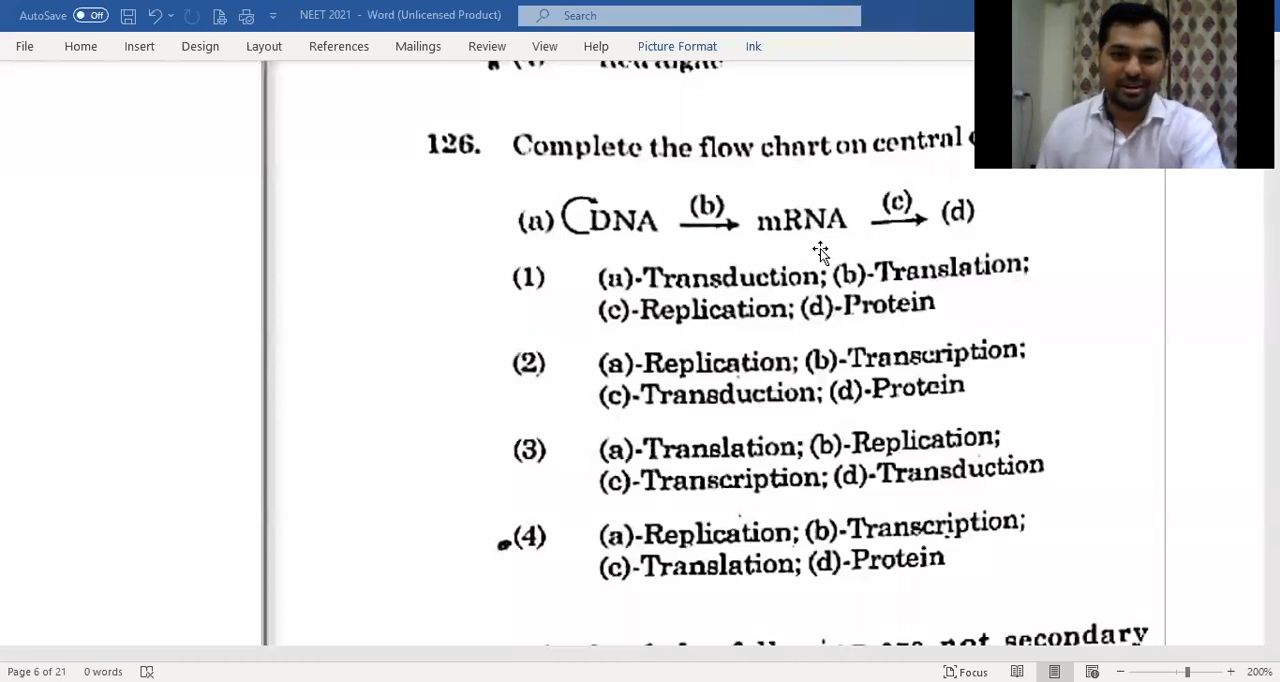 AutoSave Off NEET 2021 - Word (Unlicensed Product) Search
File Home Insert Design Layout References Mailings Review View Help Picture Format Ink
126. Complete the flow chart on central
(a) DNA (b) mRNA (c) (d)
(1) (a)-Transduction; (b)-Translation;
(c)-Replication; (d)-Protein
(2) (a)-Replication; (b)-Transcription;
(c)-Transduction; (d)-Protein
(3) (a)-Translation; (b)-Replication;
(c)-Transcription; (d)-Transduction
(4) (a)-Replication; (b)-Transcription;
(c)-Translation; (d)-Protein
not secondary
Page 6 of 21 0 words Focus 200%